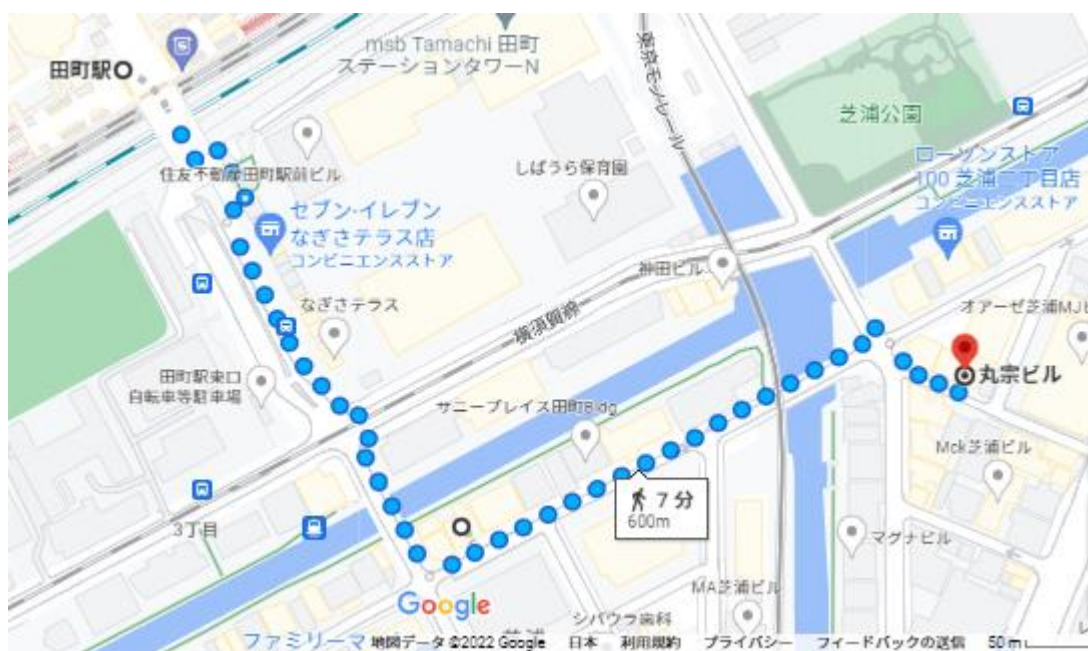 msb Tamachi 田町
ステーションタワーN
田町駅
東京モノレール
芝浦公園
しばうら保育園
ローソンストア
100 芝浦二丁目店
コンビニエンスストア
住友不動産田町駅前ビル
セブン-イレブン
なぎさテラス店
コンビニエンスストア
神田ビル
オアーゼ芝浦MJ
なぎさテラス
横須賀線
丸宗ビル
田町駅東口
自転車等駐車場
サニープレイス田町Bldg
Mck芝浦ビル
7 分
600m
3丁目
マグナビル
MA芝浦ビル
Google
シバウラ歯科
ファミリーマ
地図データ ©2022 Google 日本 利用規約 プライバシー フィードバックの送信 50 m